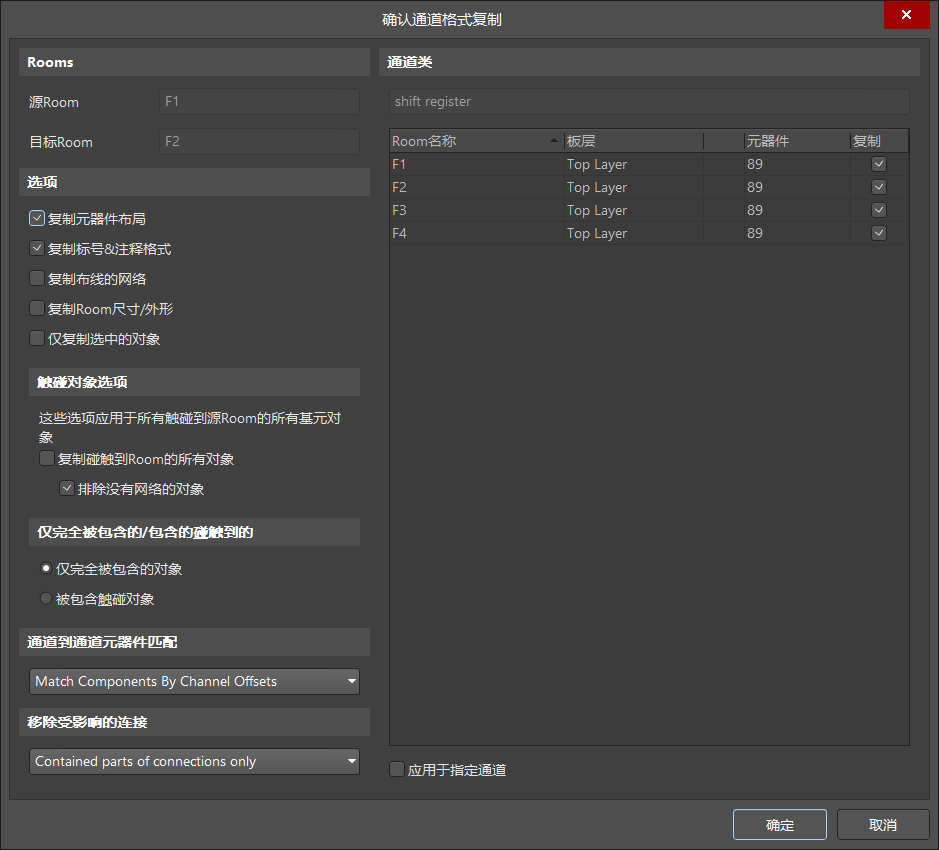 确认通道格式复制
Rooms
源Room
F1
目标Room
F2
选项
复制元器件布局
复制标号&注释格式
复制布线的网络
复制Room尺寸/外形
仅复制选中的对象
触碰对象选项
这些选项应用于所有触碰到源Room的所有基元对
象
复制碰触到Room的所有对象
排除没有网络的对象
仅完全被包含的/包含的碰触到的
仅完全被包含的对象
被包含触碰对象
通道到通道元器件匹配
Match Components By Channel Offsets
移除受影响的连接
Contained parts of connections only
通道类
shift register
Room名称 板层 元器件 复制
F1 Top Layer 89
F2 Top Layer 89
F3 Top Layer 89
F4 Top Layer 89
应用于指定通道
确定 取消